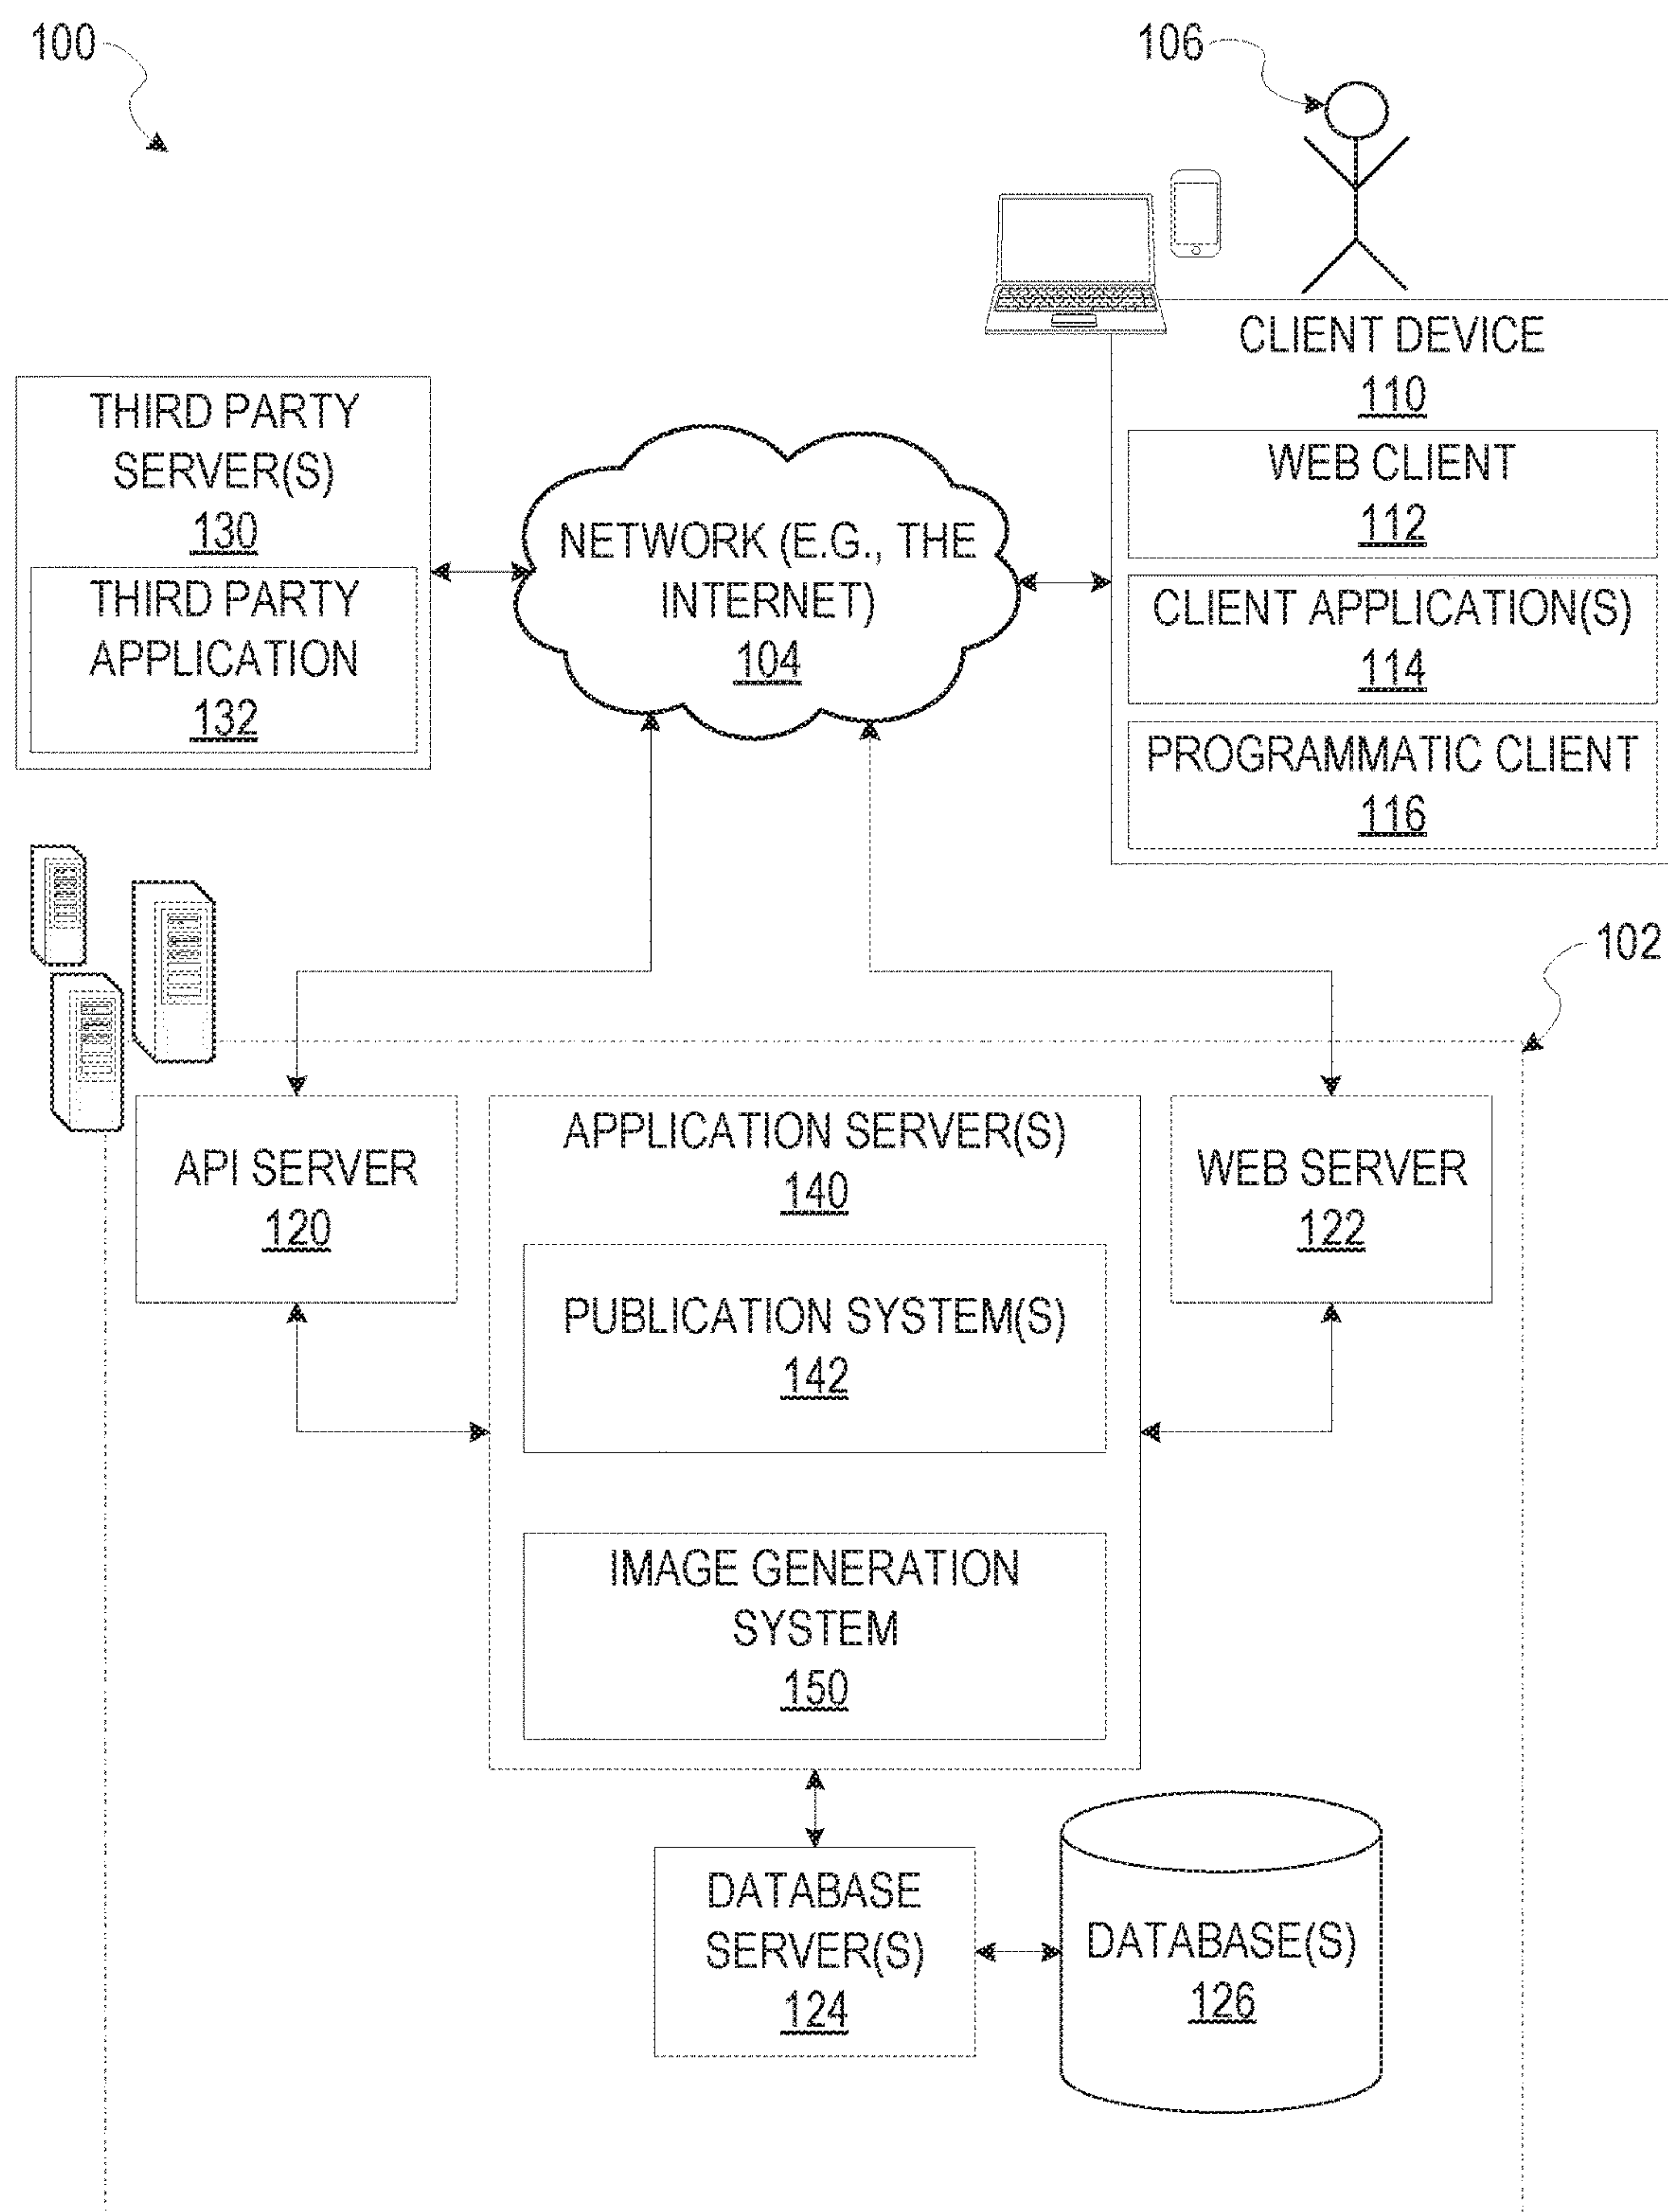 100
106
CLIENT DEVICE
110
WEB CLIENT
112
CLIENT APPLICATION(S)
114
PROGRAMMATIC CLIENT
116
THIRD PARTY
SERVER(S)
130
THIRD PARTY
APPLICATION
132
NETWORK (E.G., THE
INTERNET)
104
102
API SERVER
120
APPLICATION SERVER(S)
140
PUBLICATION SYSTEM(S)
142
IMAGE GENERATION
SYSTEM
150
WEB SERVER
122
DATABASE
SERVER(S)
124
DATABASE(S)
126